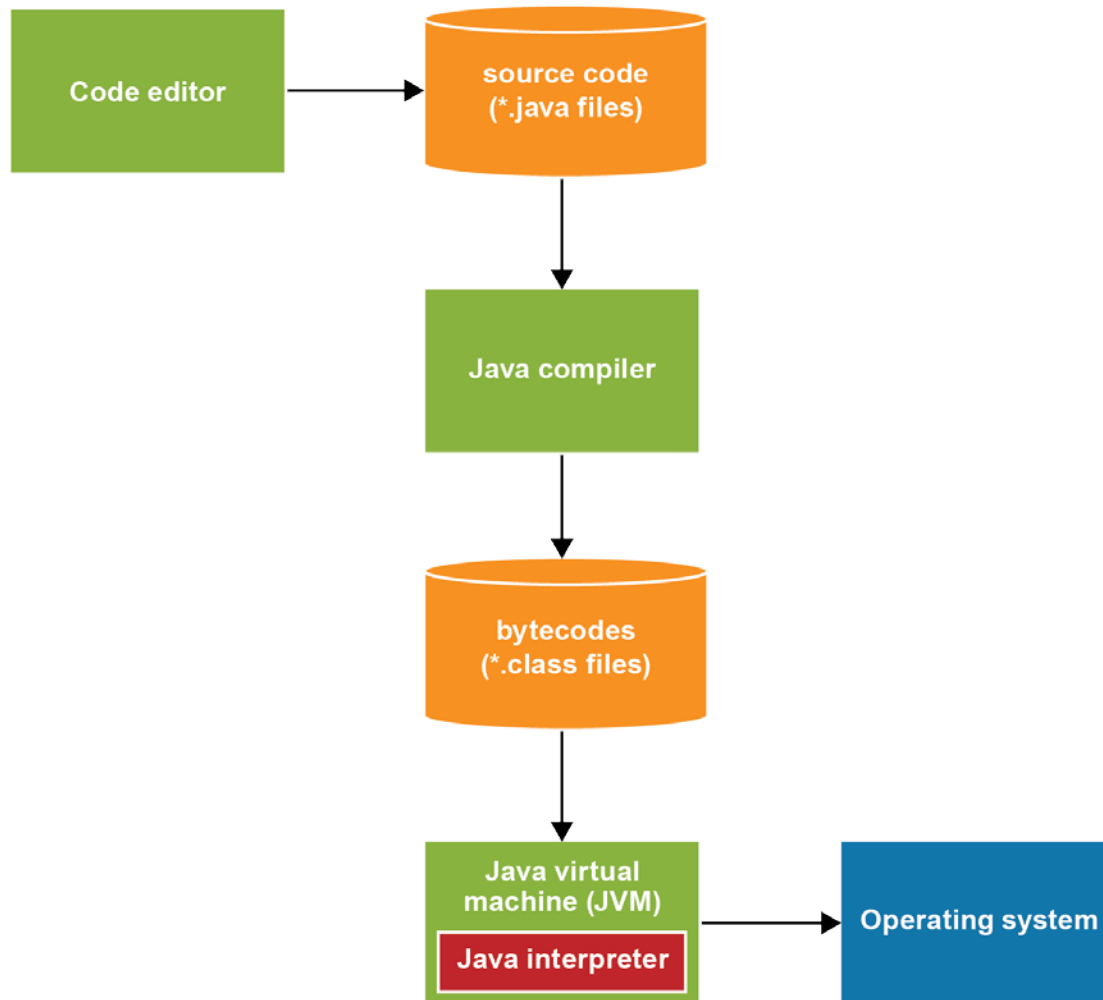 Code editor
source code
(*.java files)
Java compiler
bytecodes
(*.class files)
Java virtual
machine (JVM)
Java interpreter
Operating system